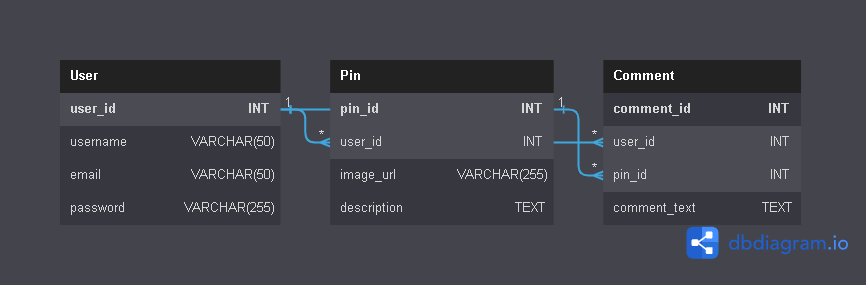 User
user_id INT
username VARCHAR(50)
email VARCHAR(50)
password VARCHAR(255)
1
*
Pin
pin_id INT
user_id INT
image_url VARCHAR(255)
description TEXT
1
*
*
Comment
comment_id INT
user_id INT
pin_id INT
comment_text TEXT
dbdiagram.io